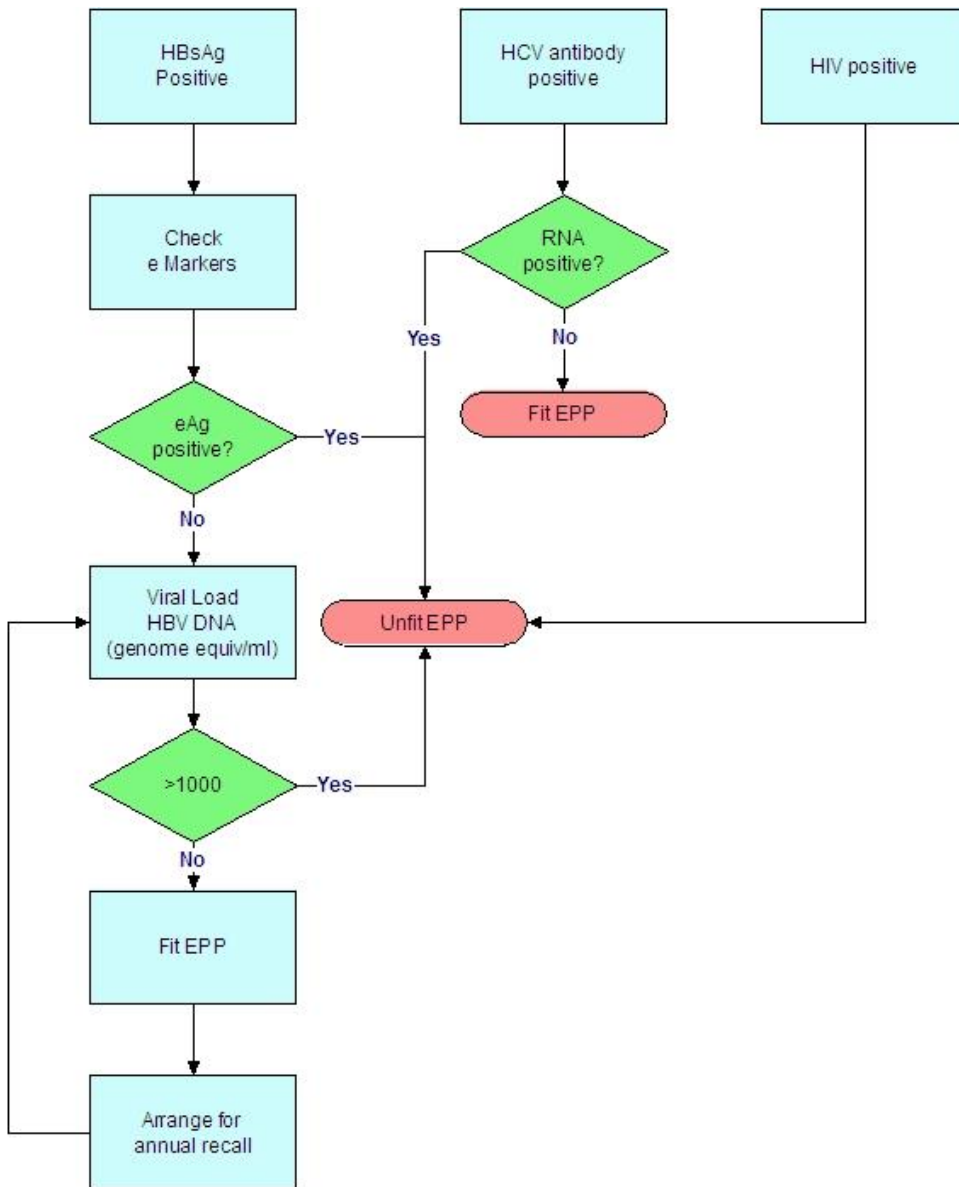 HBsAg
Positive
HCV antibody
positive
HIV positive
Check
e Markers
RNA
positive?
Yes
No
Fit EPP
eAg
positive?
Yes
No
Viral Load
HBV DNA
(genome equiv/ml)
Unfit EPP
>1000
Yes
No
Fit EPP
Arrange for
annual recall